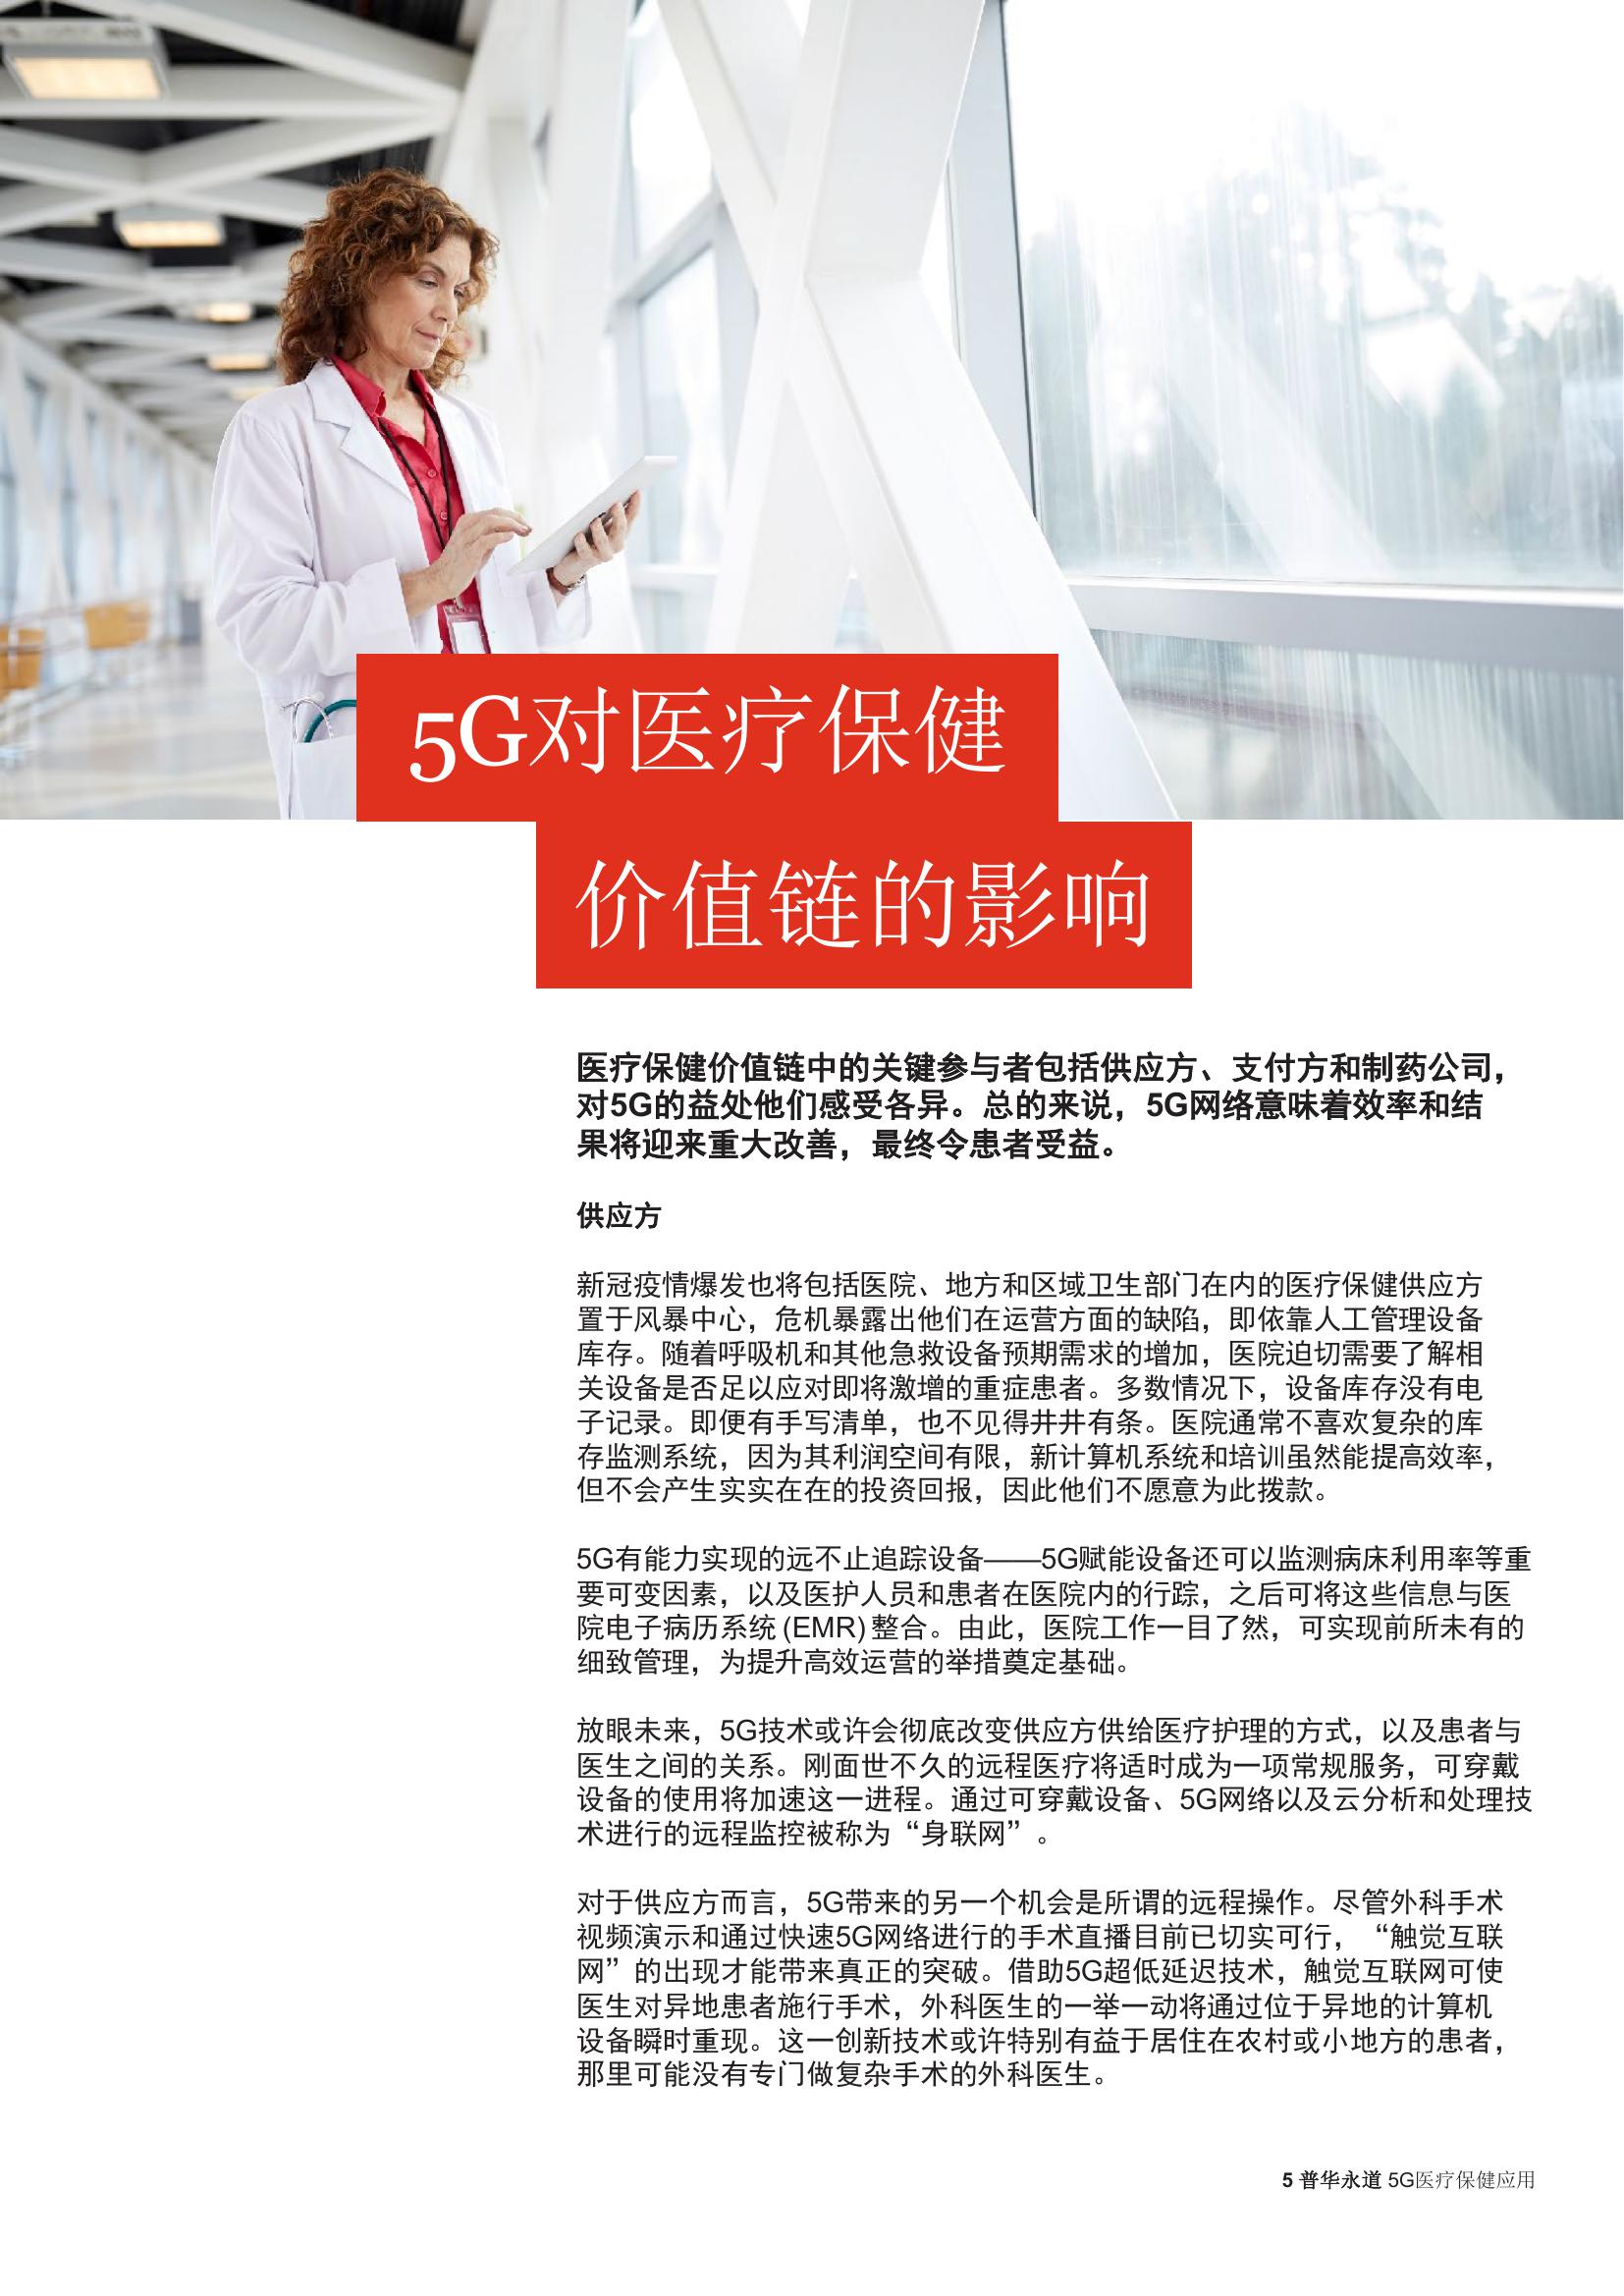 5G对医疗保健
价值链的影响
医疗保健价值链中的关键参与者包括供应方、支付方和制药公司，
对5G的益处他们感受各异。总的来说，5G网络意味着效率和结
果将迎来重大改善，最终令患者受益。
供应方
新冠疫情爆发也将包括医院、地方和区域卫生部门在内的医疗保健供应方
置于风暴中心，危机暴露出他们在运营方面的缺陷，即依靠人工管理设备
库存。随着呼吸机和其他急救设备预期需求的增加，医院迫切需要了解相
关设备是否足以应对即将激增的重症患者。多数情况下，设备库存没有电
子记录。即便有手写清单，也不见得井井有条。医院通常不喜欢复杂的库
存监测系统，因为其利润空间有限，新计算机系统和培训虽然能提高效率，
但不会产生实实在在的投资回报，因此他们不愿意为此拨款。
5G有能力实现的远不止追踪设备——5G赋能设备还可以监测病床利用率等重
要可变因素，以及医护人员和患者在医院内的行踪，之后可将这些信息与医
院电子病历系统 (EMR) 整合。由此，医院工作一目了然，可实现前所未有的
细致管理，为提升高效运营的举措奠定基础。
放眼未来，5G技术或许会彻底改变供应方供给医疗护理的方式，以及患者与
医生之间的关系。刚面世不久的远程医疗将适时成为一项常规服务，可穿戴
设备的使用将加速这一进程。通过可穿戴设备、5G网络以及云分析和处理技
术进行的远程监控被称为“身联网”。
对于供应方而言，5G带来的另一个机会是所谓的远程操作。尽管外科手术
视频演示和通过快速5G网络进行的手术直播目前已切实可行，“触觉互联
网”的出现才能带来真正的突破。借助5G超低延迟技术，触觉互联网可使
医生对异地患者施行手术，外科医生的一举一动将通过位于异地的计算机
设备瞬时重现。这一创新技术或许特别有益于居住在农村或小地方的患者，
那里可能没有专门做复杂手术的外科医生。
5 普华永道 5G医疗保健应用